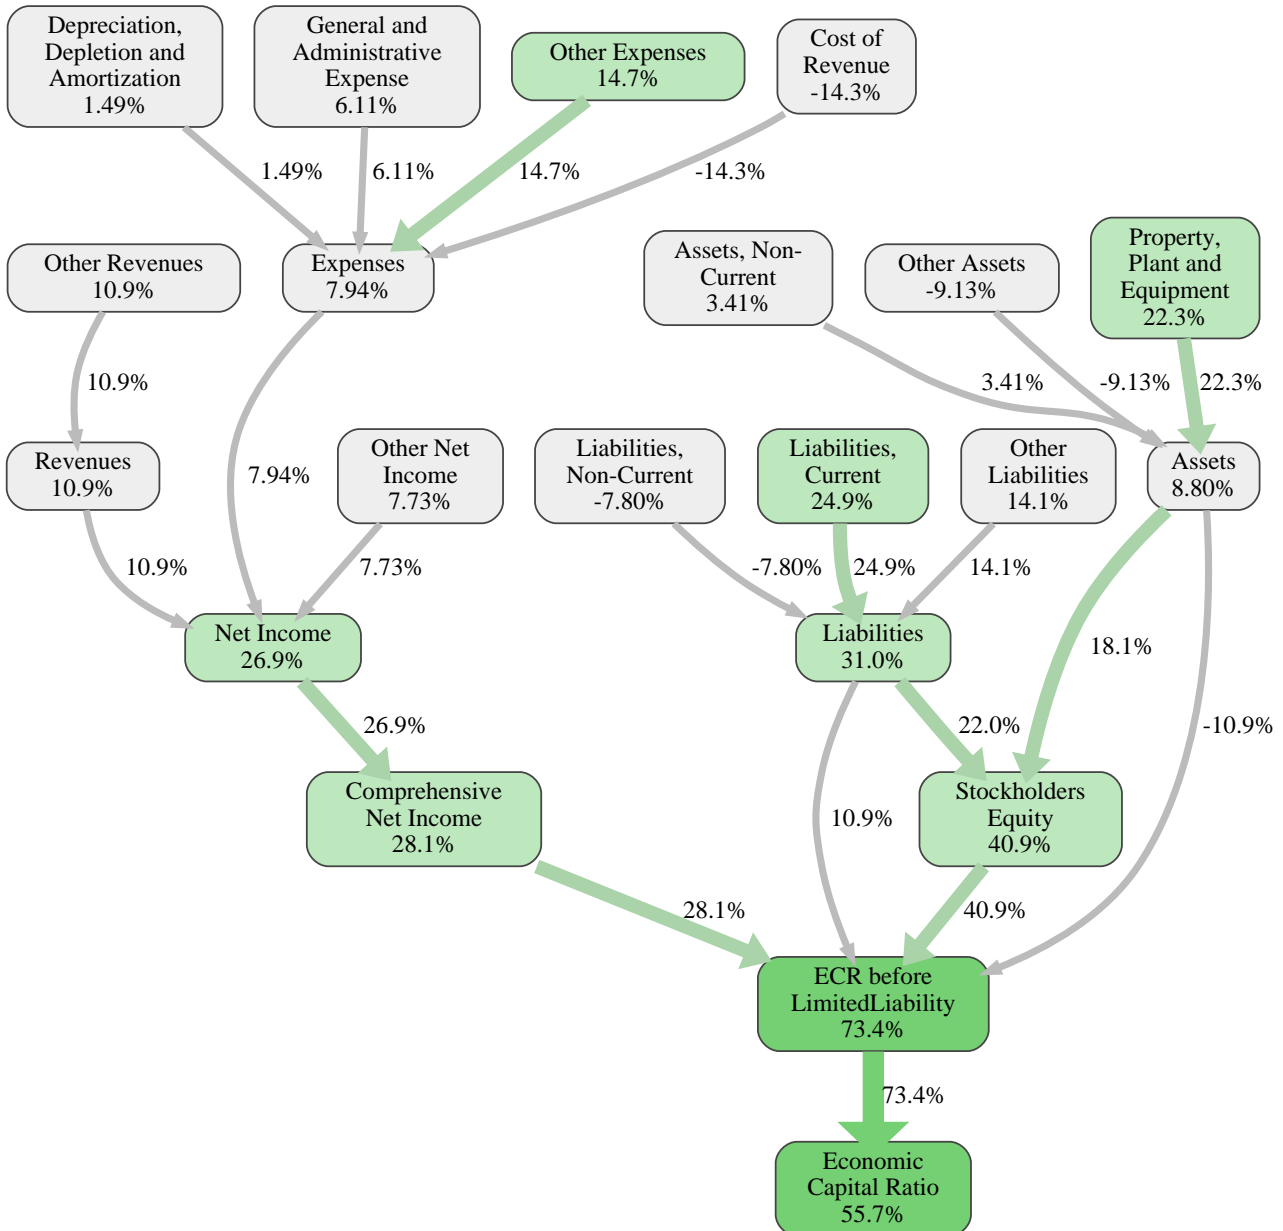 Depreciation,
Depletion and
Amortization
1.49%
General and
Administrative
Expense
6.11%
Other Expenses
14.7%
Cost of
Revenue
-14.3%
1.49%
6.11%
14.7%
-14.3%
Other Revenues
10.9%
Expenses
7.94%
Assets, Non-
Current
3.41%
Other Assets
-9.13%
Property,
Plant and
Equipment
22.3%
10.9%
3.41%
-9.13%
22.3%
Revenues
10.9%
7.94%
Other Net
Income
7.73%
Liabilities,
Non-Current
-7.80%
Liabilities,
Current
24.9%
Other
Liabilities
14.1%
Assets
8.80%
10.9%
7.73%
-7.80%
24.9%
14.1%
Net Income
26.9%
Liabilities
31.0%
18.1%
26.9%
22.0%
-10.9%
Comprehensive
Net Income
28.1%
10.9%
Stockholders
Equity
40.9%
28.1%
40.9%
ECR before
LimitedLiability
73.4%
73.4%
Economic
Capital Ratio
55.7%